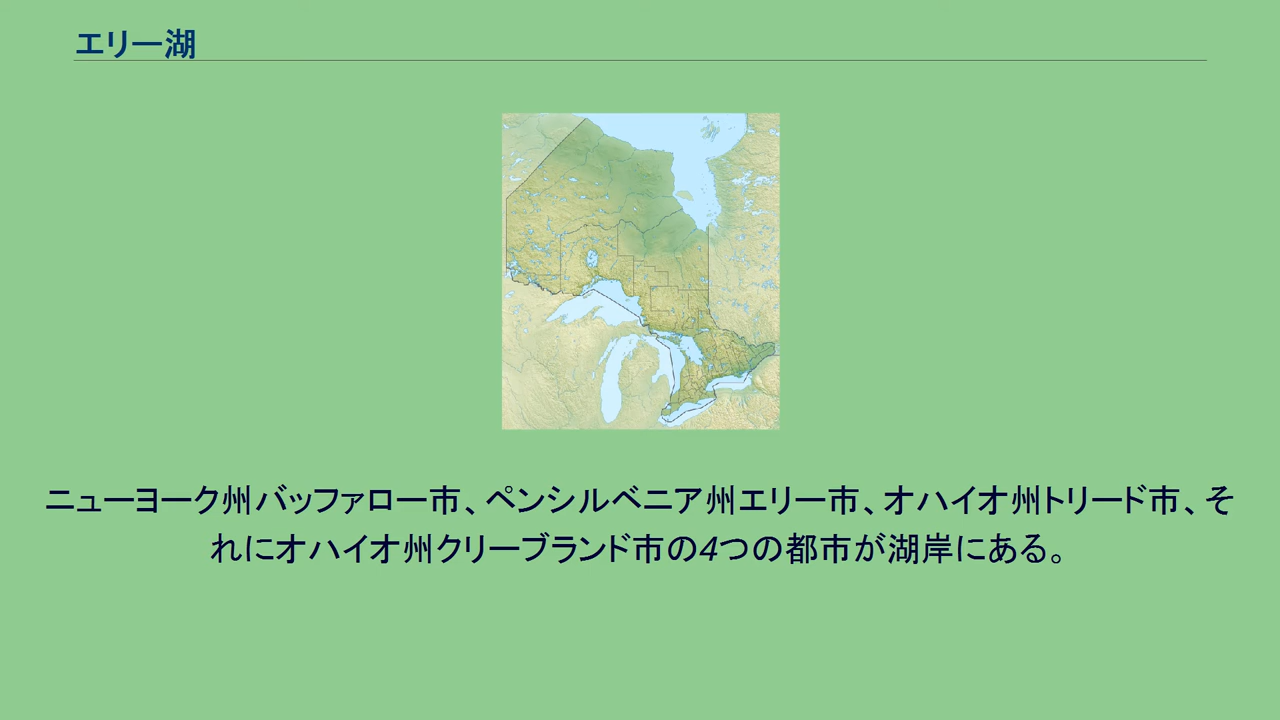 エリー湖
ニューヨーク州バッファロー市、ペンシルベニア州エリー市、オハイオ州トリード市、そ
れにオハイオ州クリーブランド市の4つの都市が湖岸にある。